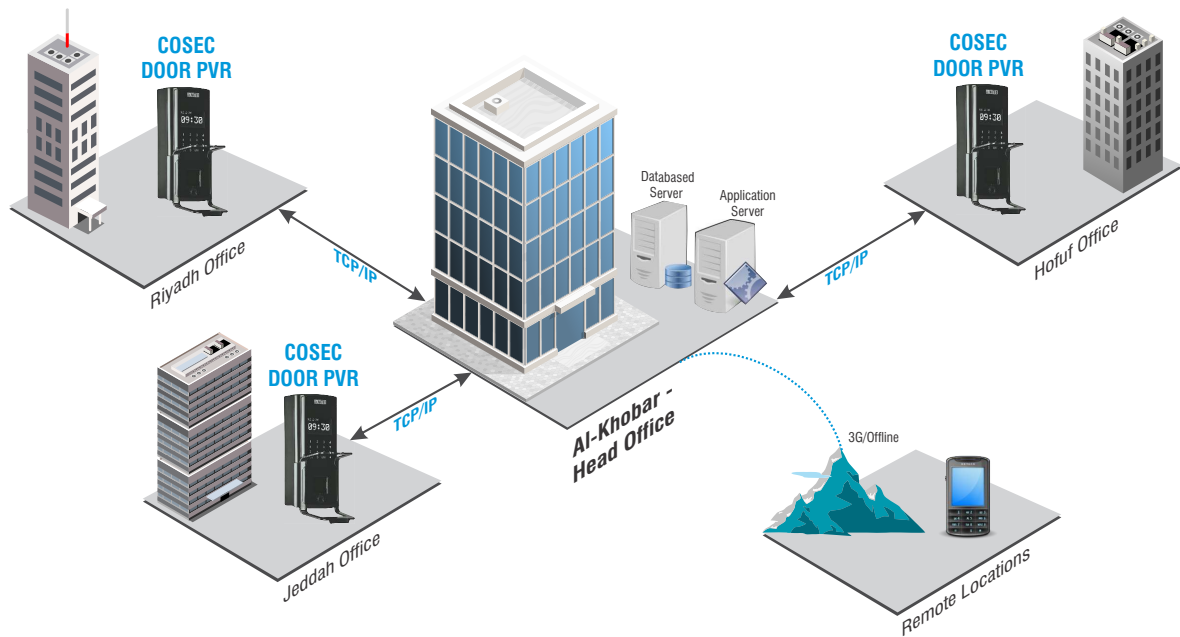 COSEC
DOOR PVR
09:30
Riyadh Office
TCP/IP
COSEC
DOOR PVR
09:30
Hofuf Office
TCP/IP
Databased
Server
Application
Server
Al-Khobar -
Head Office
COSEC
DOOR PVR
09:30
Jeddah Office
TCP/IP
3G/Offline
Remote Locations